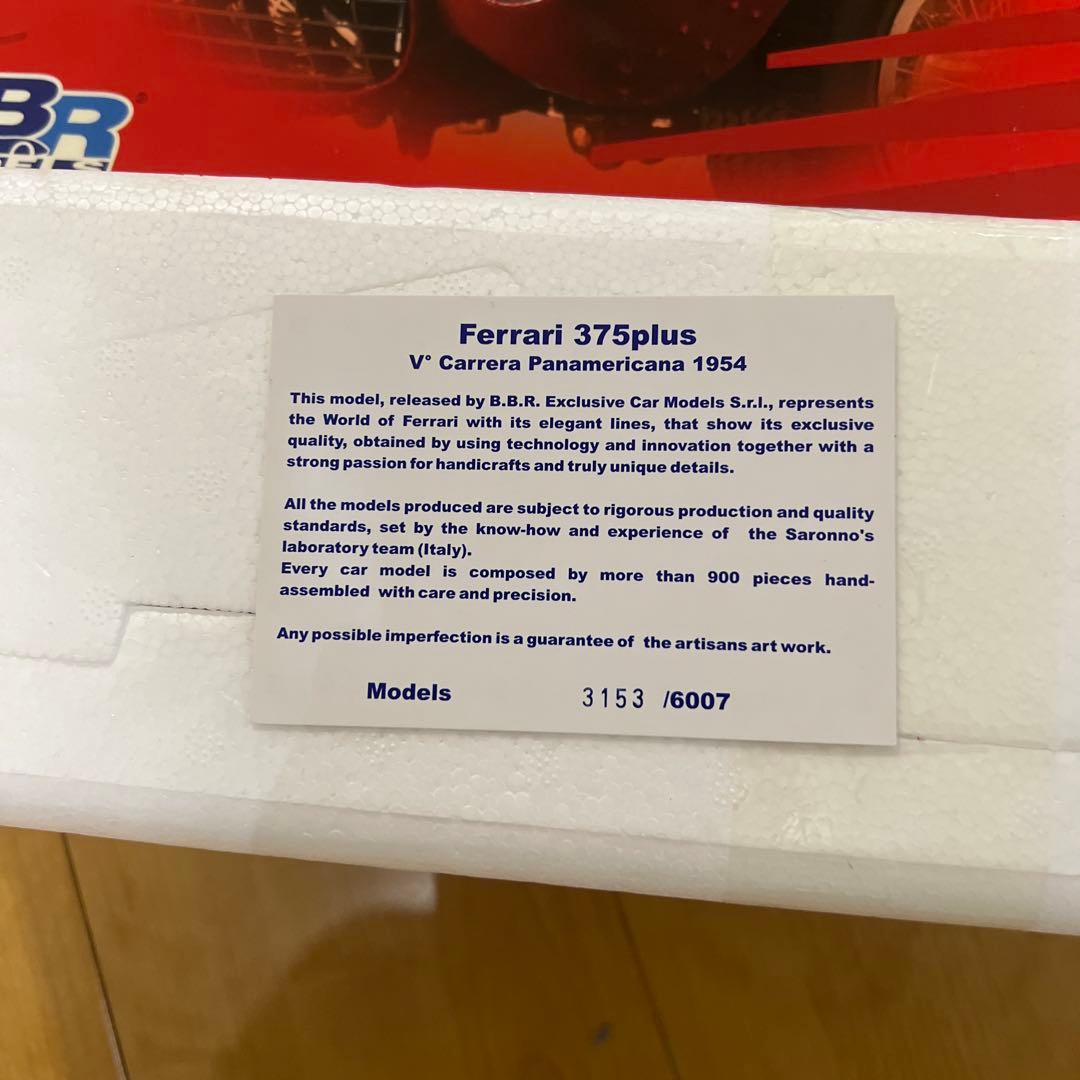 BR
Ferrari 375plus
V° Carrera Panamericana 1954
This model, released by B.B.R. Exclusive Car Models S.r.l., represents
the World of Ferrari with its elegant lines, that show its exclusive
quality, obtained by using technology and innovation together with a
strong passion for handicrafts and truly unique details.
All the models produced are subject to rigorous production and quality
standards, set by the know-how and experience of the Saronno's
laboratory team (Italy).
Every car model is composed by more than 900 pieces hand-
assembled with care and precision.
Any possible imperfection is a guarantee of the artisans art work.
Models 3153 /6007